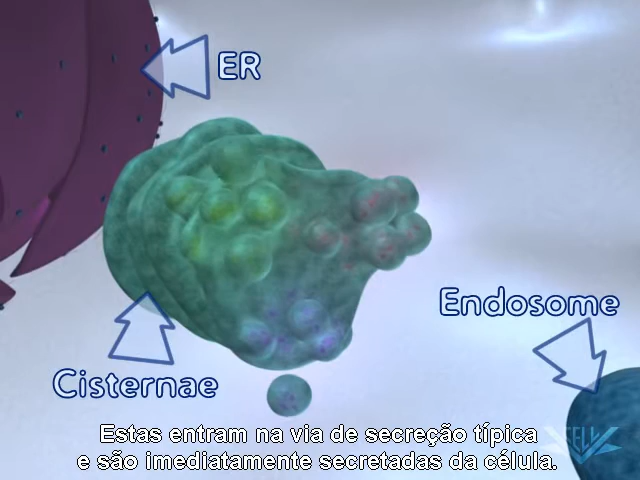 ER
Endosome
Cisternae
Estas entram na via de secreção típica
e são imediatamente secretadas da célula.